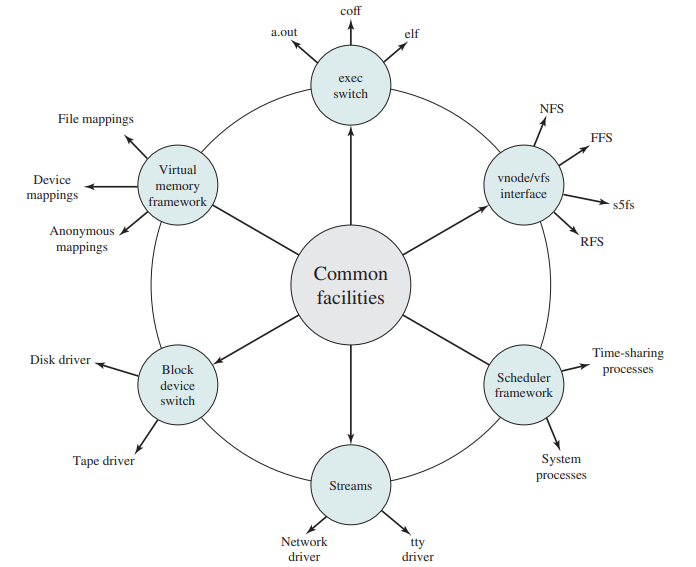 coff
a.out
elf
exec
switch
NFS
File mappings
FFS
Virtual
memory
framework
vnode/vfs
interface
Device
mappings
s5fs
Anonymous
mappings
RFS
Common
facilities
Disk driver
Block
device
switch
Time-sharing
processes
Scheduler
framework
Tape driver
System
processes
Streams
Network
driver
tty
driver